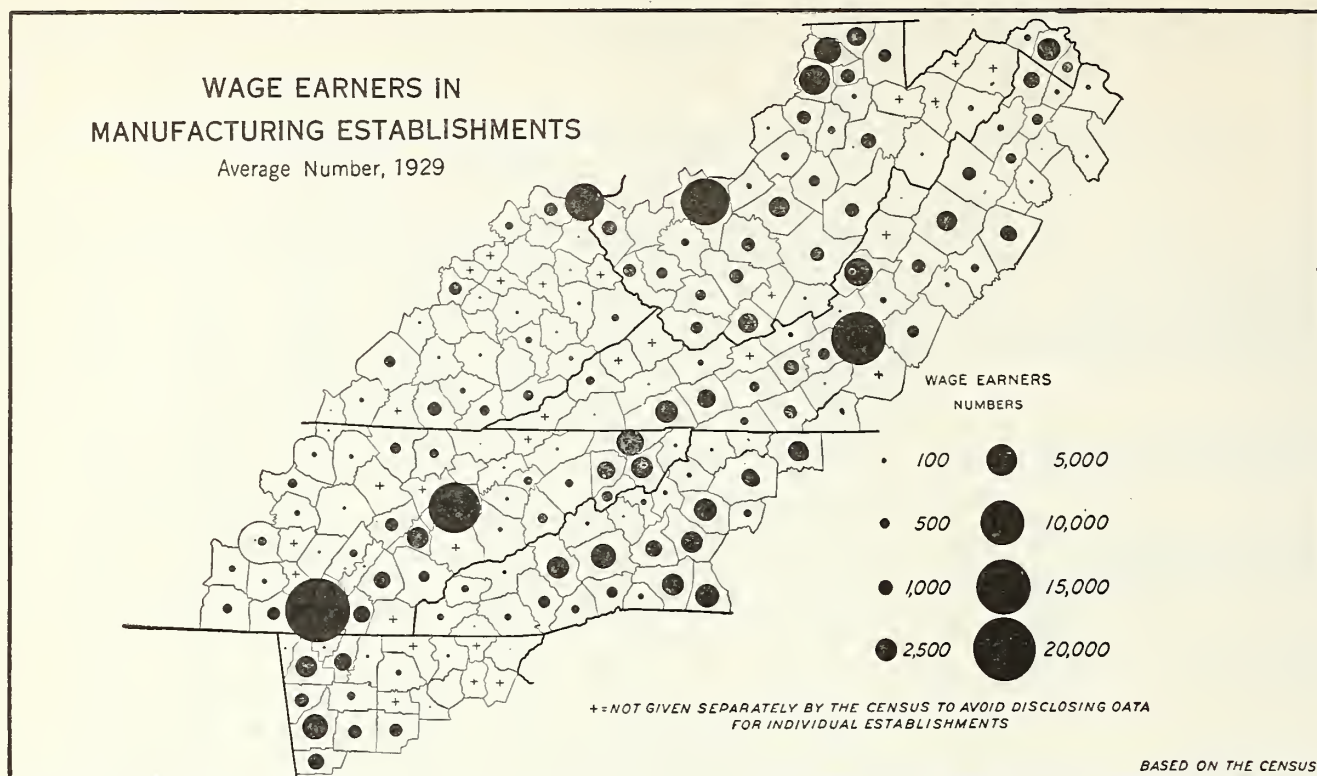 WAGE EARNERS IN
MANUFACTURING ESTABLISHMENTS
Average Number, 1929
WAGE EARNERS
NUMBERS
100
500
1,000
2,500
5,000
10,000
15,000
20,000
+=NOT GIVEN SEPARATELY BY THE CENSUS TO AVOID DISCLOSING DATA
FOR INDIVIDUAL ESTABLISHMENTS
BASED ON THE CENSUS